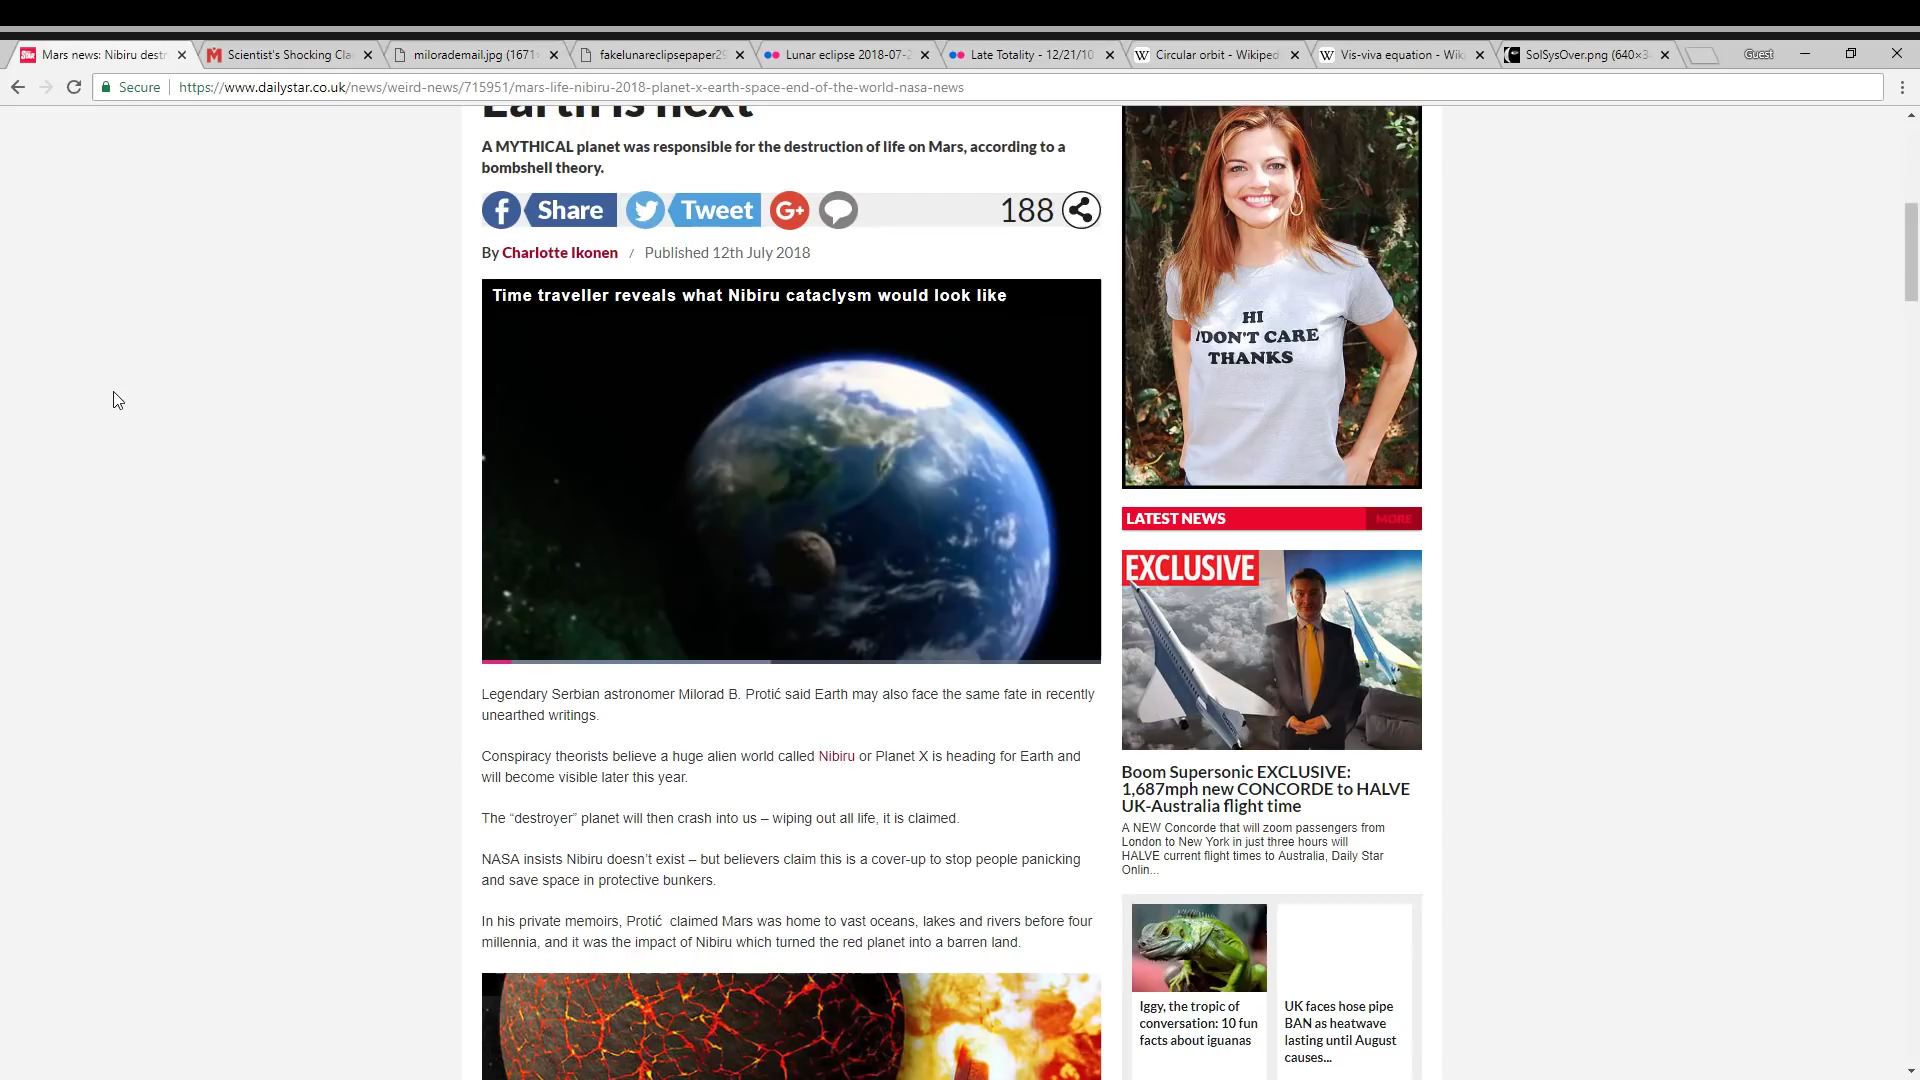 Mars news: Nibiru destr
Scientist's Shocking Cla
milorademail.jpg (1671
fakelunareclipsepaper29
Lunar eclipse 2018-07-2
Late Totality - 12/21/10
Circular orbit - Wikiped
Vis-viva equation - Wik
SolSysOver.png (640×3
Guest
Secure
https://www.dailystar.co.uk/news/weird-news/715951/mars-life-nibiru-2018-planet-x-earth-space-end-of-the-world-nasa-news
Earth is next
A MYTHICAL planet was responsible for the destruction of life on Mars, according to a
bombshell theory.
Share
Tweet
G+
188
By Charlotte Ikonen / Published 12th July 2018
Time traveller reveals what Nibiru cataclysm would look like
Legendary Serbian astronomer Milorad B. Protić said Earth may also face the same fate in recently
unearthed writings.
Conspiracy theorists believe a huge alien world called Nibiru or Planet X is heading for Earth and
will become visible later this year.
The “destroyer” planet will then crash into us – wiping out all life, it is claimed.
NASA insists Nibiru doesn’t exist – but believers claim this is a cover-up to stop people panicking
and save space in protective bunkers.
In his private memoirs, Protić claimed Mars was home to vast oceans, lakes and rivers before four
millennia, and it was the impact of Nibiru which turned the red planet into a barren land.
HI
I DON'T CARE
THANKS
LATEST NEWS
MORE
EXCLUSIVE
Boom Supersonic EXCLUSIVE:
1,687mph new CONCORDE to HALVE
UK-Australia flight time
A NEW Concorde that will zoom passengers from
London to New York in just three hours will
HALVE current flight times to Australia, Daily Star
Onlin...
Iggy, the tropic of
conversation: 10 fun
facts about iguanas
UK faces hose pipe
BAN as heatwave
lasting until August
causes...